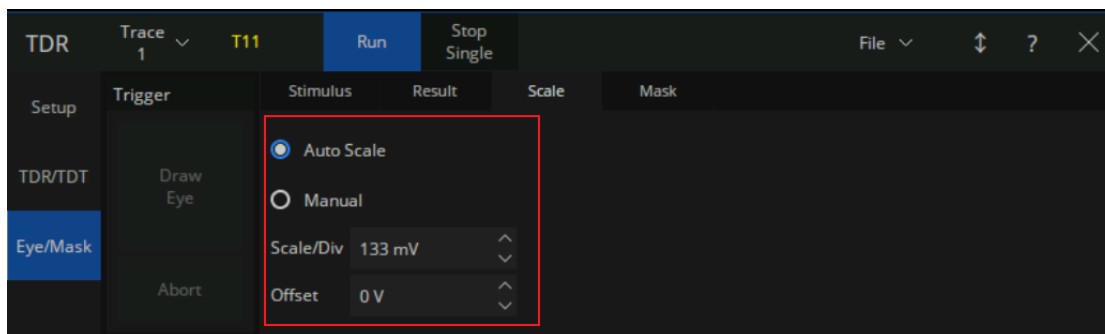 TDR
Trace
1
T11
Run
Stop
Single
File
?
Setup
TDR/TDT
Eye/Mask
Trigger
Draw
Eye
Abort
Stimulus
Result
Scale
Mask
Auto Scale
Manual
Scale/Div 133 mV
Offset 0 V